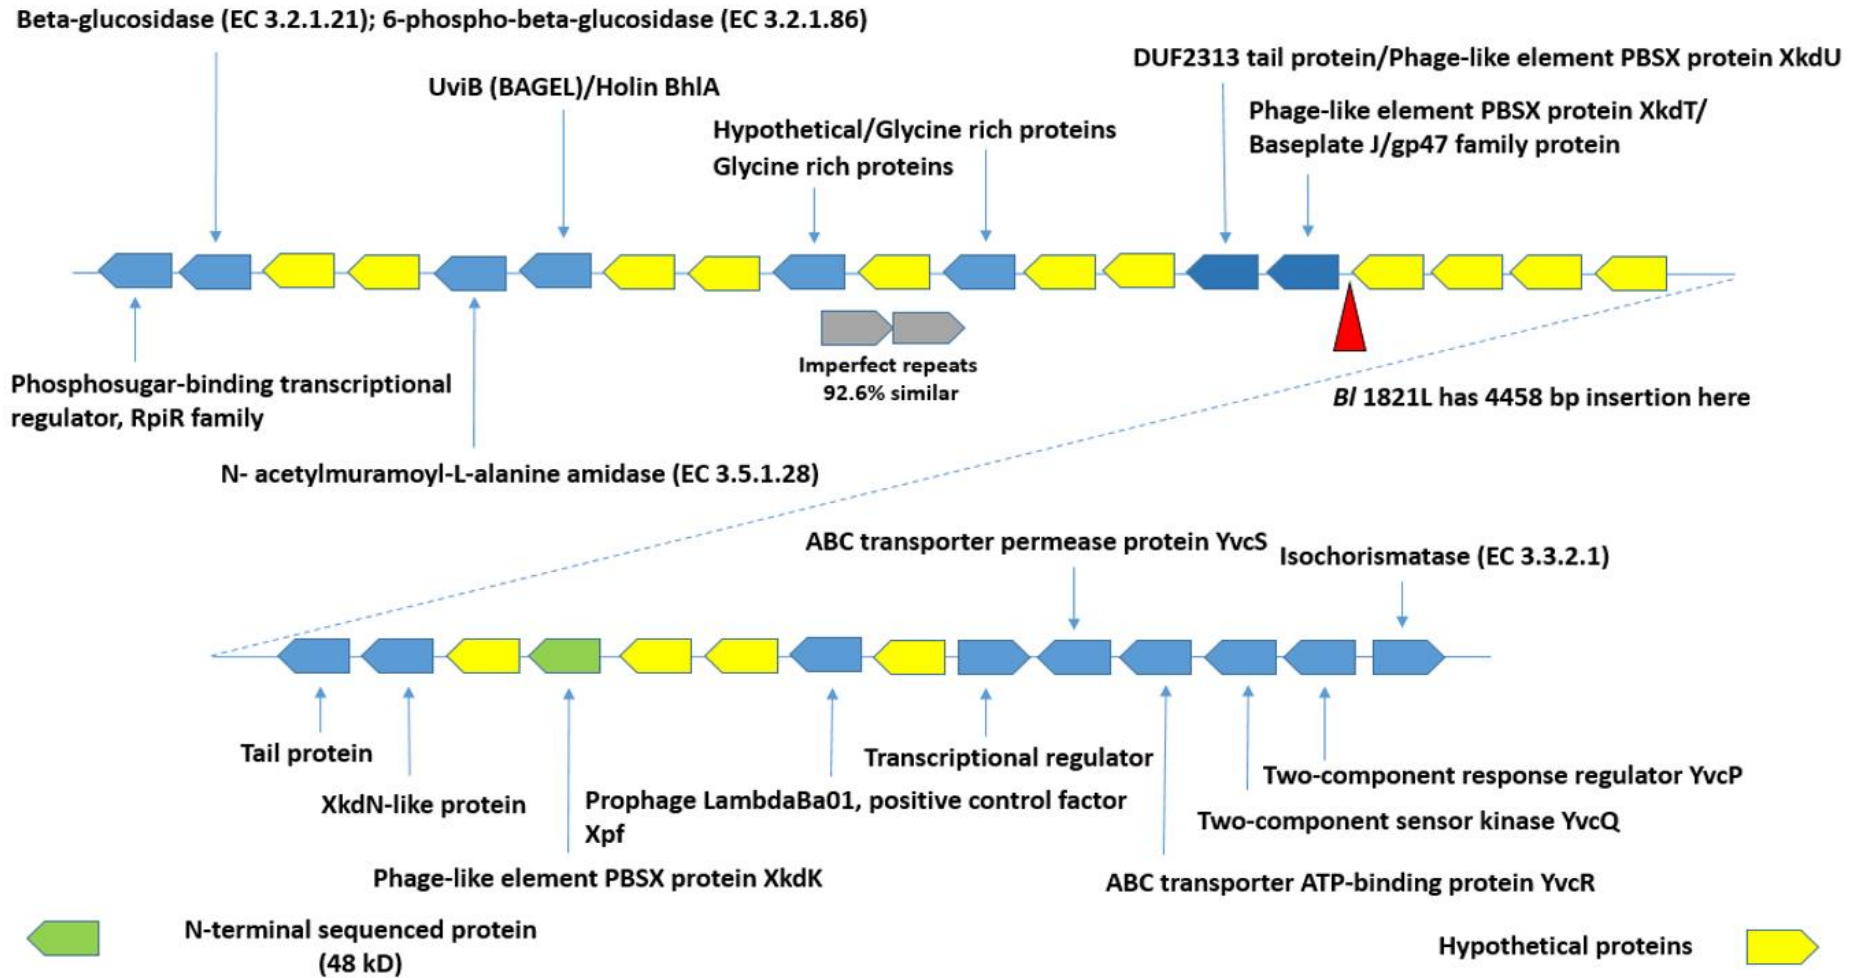 Beta-glucosidase (EC 3.2.1.21); 6-phospho-beta-glucosidase (EC 3.2.1.86)
DUF2313 tail protein/Phage-like element PBSX protein XkdU
UviB (BAGEL)/Holin BhlA
Phage-like element PBSX protein XkdT/
Baseplate J/gp47 family protein
Hypothetical/Glycine rich proteins
Glycine rich proteins
Imperfect repeats
92.6% similar
Phosphosugar-binding transcriptional
regulator, RpiR family
Bl 1821L has 4458 bp insertion here
N- acetylmuramoyl-L-alanine amidase (EC 3.5.1.28)
ABC transporter permease protein YvcS
Isochorismatase (EC 3.3.2.1)
Tail protein
Transcriptional regulator
Two-component response regulator YvcP
XkdN-like protein
Prophage LambdaBa01, positive control factor
Xpf
Two-component sensor kinase YvcQ
Phage-like element PBSX protein XkdK
ABC transporter ATP-binding protein YvcR
N-terminal sequenced protein
(48 kD)
Hypothetical proteins